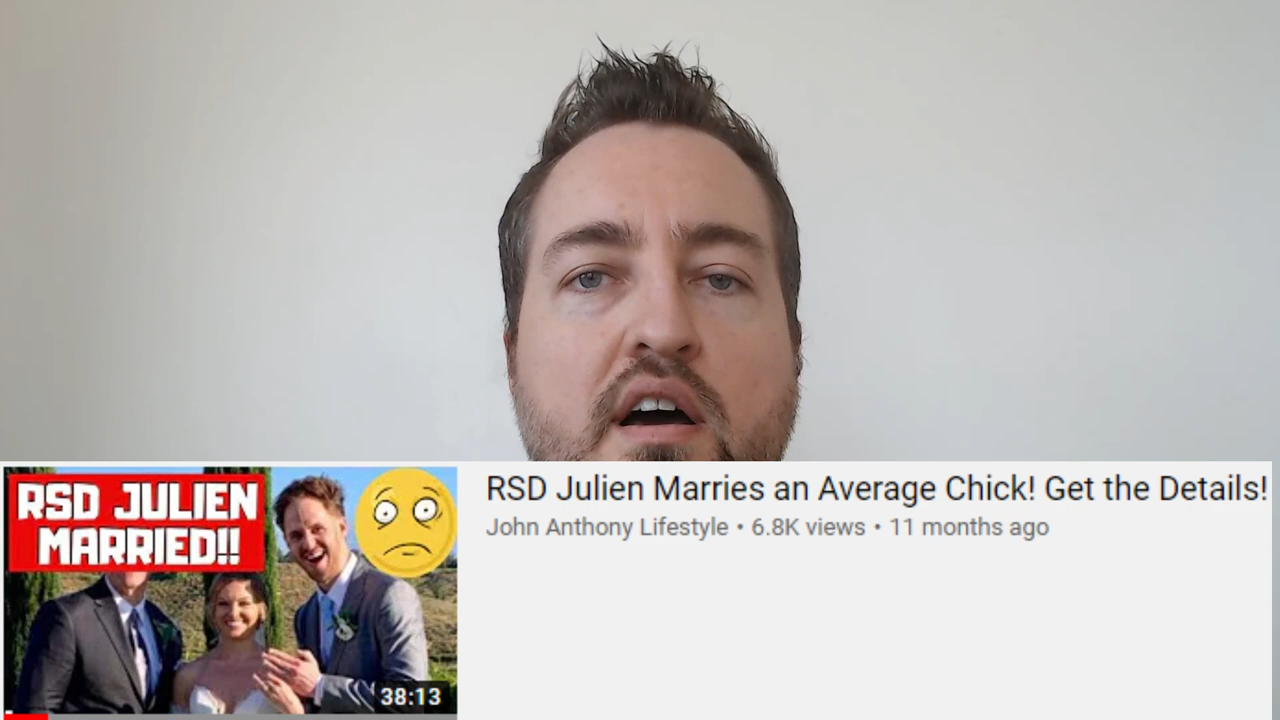 RSD JULIEN
MARRIED!!
38:13
RSD Julien Marries an Average Chick! Get the Details!
John Anthony Lifestyle • 6.8K views • 11 months ago